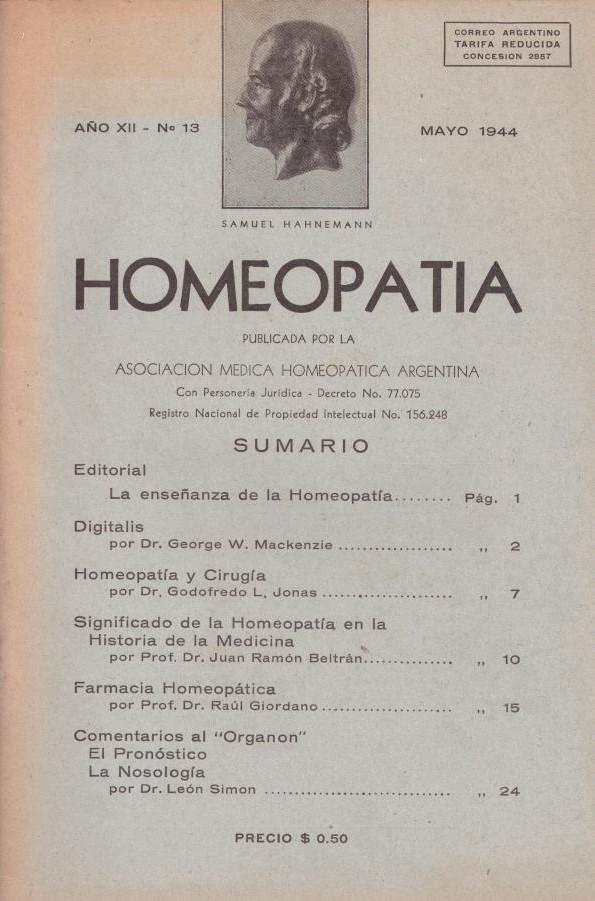 CORREO ARGENTINO
TARIFA REDUCIDA
CONCESION 2857
AÑO XII - No 13
MAYO 1944
SAMUEL HAHNEMANN
HOMEOPATIA
PUBLICADA POR LA
ASOCIACION MEDICA HOMEOPATICA ARGENTINA
Con Personería Jurídica - Decreto No. 77.075
Registro Nacional de Propiedad Intelectual No. 156.248
SUMARIO
Editorial
La enseñanza de la Homeopatía........ Pág. 1
Digitalis
por Dr. George W. Mackenzie ................... ,, 2
Homeopatía y Cirugía
por Dr. Godofredo L. Jonas ...................... ,, 7
Significado de la Homeopatía en la
Historia de la Medicina
por Prof. Dr. Juan Ramón Beltrán............... ,, 10
Farmacia Homeopática
por Prof. Dr. Raúl Giordano ...................... ,, 15
Comentarios al "Organon"
El Pronóstico
La Nosología
por Dr. León Simon ............................... ,, 24
PRECIO $ 0.50